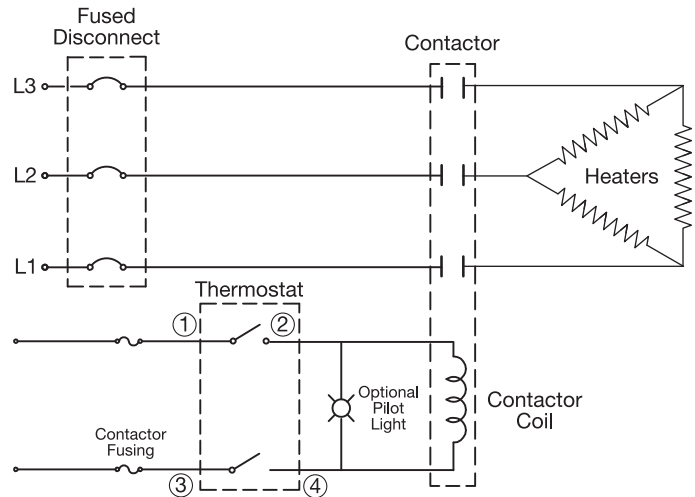 Fused
Disconnect
Contactor
L3
L2
Heaters
L1
Thermostat
① ②
Optional
Pilot
Light
Contactor
Coil
Contactor
Fusing
③ ④